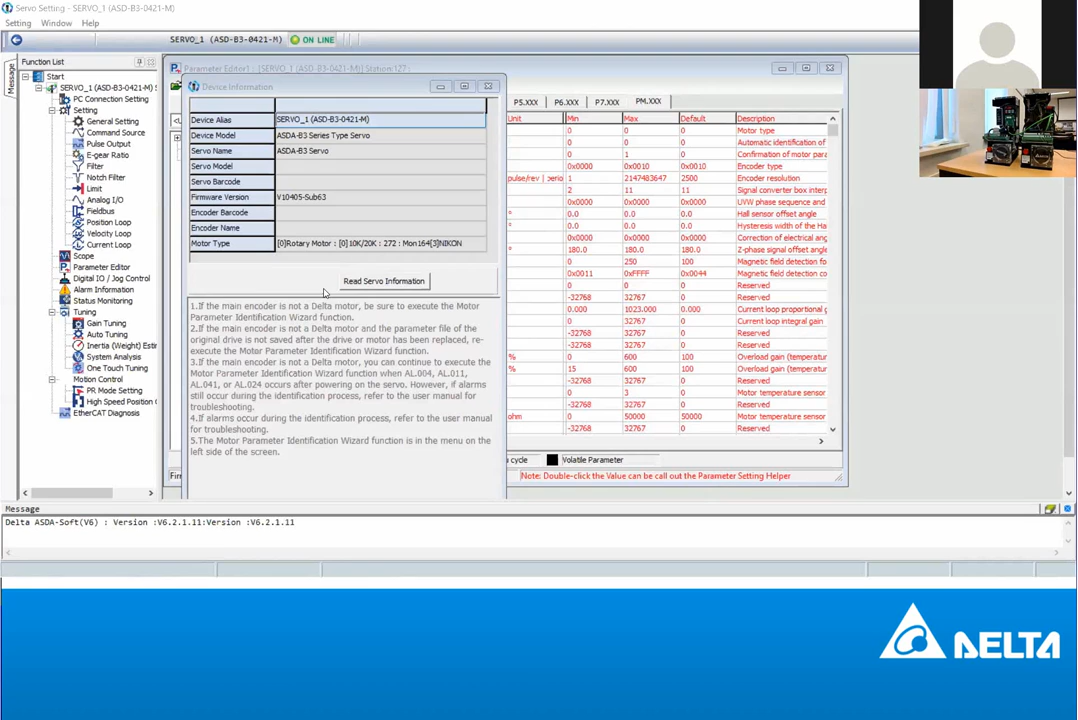 Servo Setting - SERVO_1 (ASD-B3-0421-M)
Setting Window Help
SERVO_1 (ASD-B3-0421-M) ON LINE
Message
Function List
Start
SERVO_1 (ASD-B3-0421-M)
PC Connection Setting
Setting
General Setting
Command Source
Pulse Output
E-gear Ratio
Filter
Notch Filter
Limit
Analog I/O
Fieldbus
Position Loop
Velocity Loop
Current Loop
Scope
Parameter Editor
Digital IO / Jog Control
Alarm Information
Status Monitoring
Tuning
Gain Tuning
Auto Tuning
Inertia (Weight) Esti
System Analysis
One Touch Tuning
Motion Control
PR Mode Setting
High Speed Position C
EtherCAT Diagnosis
Parameter Editor1 : [SERVO_1 (ASD-B3-0421-M)] Station:127 :
Device Information
Device Alias SERVO_1 (ASD-B3-0421-M)
Device Model ASDA-B3 Series Type Servo
Servo Name ASDA-B3 Servo
Servo Model
Servo Barcode
Firmware Version V10405-Sub63
Encoder Barcode
Encoder Name
Motor Type [0]Rotary Motor : [0]10K/20K : 272 : Mon164[3]NIKON
Read Servo Information
1.If the main encoder is not a Delta motor, be sure to execute the Motor
Parameter Identification Wizard function.
2.If the main encoder is not a Delta motor and the parameter file of the
original drive is not saved after the drive or motor has been replaced, re-
execute the Motor Parameter Identification Wizard function.
3.If the main encoder is not a Delta motor, you can continue to execute the
Motor Parameter Identification Wizard function when AL.004, AL.011,
AL.041, or AL.024 occurs after powering on the servo. However, if alarms
still occur during the identification process, refer to the user manual for
troubleshooting.
4.If alarms occur during the identification process, refer to the user manual
for troubleshooting.
5.The Motor Parameter Identification Wizard function is in the menu on the
left side of the screen.
P5.XXX P6.XXX P7.XXX PM.XXX
Unit Min Max Default Description
0 0 0 Motor type
0 0 0 Automatic identification of
0 1 0 Confirmation of motor para
0x0000 0x0010 0x0010 Encoder type
pulse/rev | perio 1 2147483647 2500 Encoder resolution
2 11 11 Signal converter box interp
0x0000 0x0000 0x0000 UVW phase sequence and
° 0.0 0.0 0.0 Hall sensor offset angle
0.0 0.0 0.0 Hysteresis width of the Ha
0x0000 0x0000 0x0000 Correction of electrical ang
° 180.0 180.0 180.0 Z-phase signal offset angle
0 250 100 Magnetic field detection fo
0x0011 0xFFFF 0x0044 Magnetic field detection co
0 0 0 Reserved
-32768 32767 0 Reserved
0.000 1023.000 0.000 Current loop proportional g
0 32767 0 Current loop integral gain
-32768 32767 0 Reserved
-32768 32767 0 Reserved
% 0 600 100 Overload gain (temperatur
% 15 600 100 Overload gain (temperatur
-32768 32767 0 Reserved
0 3 0 Motor temperature sensor
-32768 32767 0 Reserved
ohm 0 50000 50000 Motor temperature sensor
-32768 32767 0 Reserved
Firm
u cycle Volatile Parameter
Note: Double-click the Value can be call out the Parameter Setting Helper
Message
Delta ASDA-Soft(V6) : Version :V6.2.1.11:Version :V6.2.1.11
DELTA